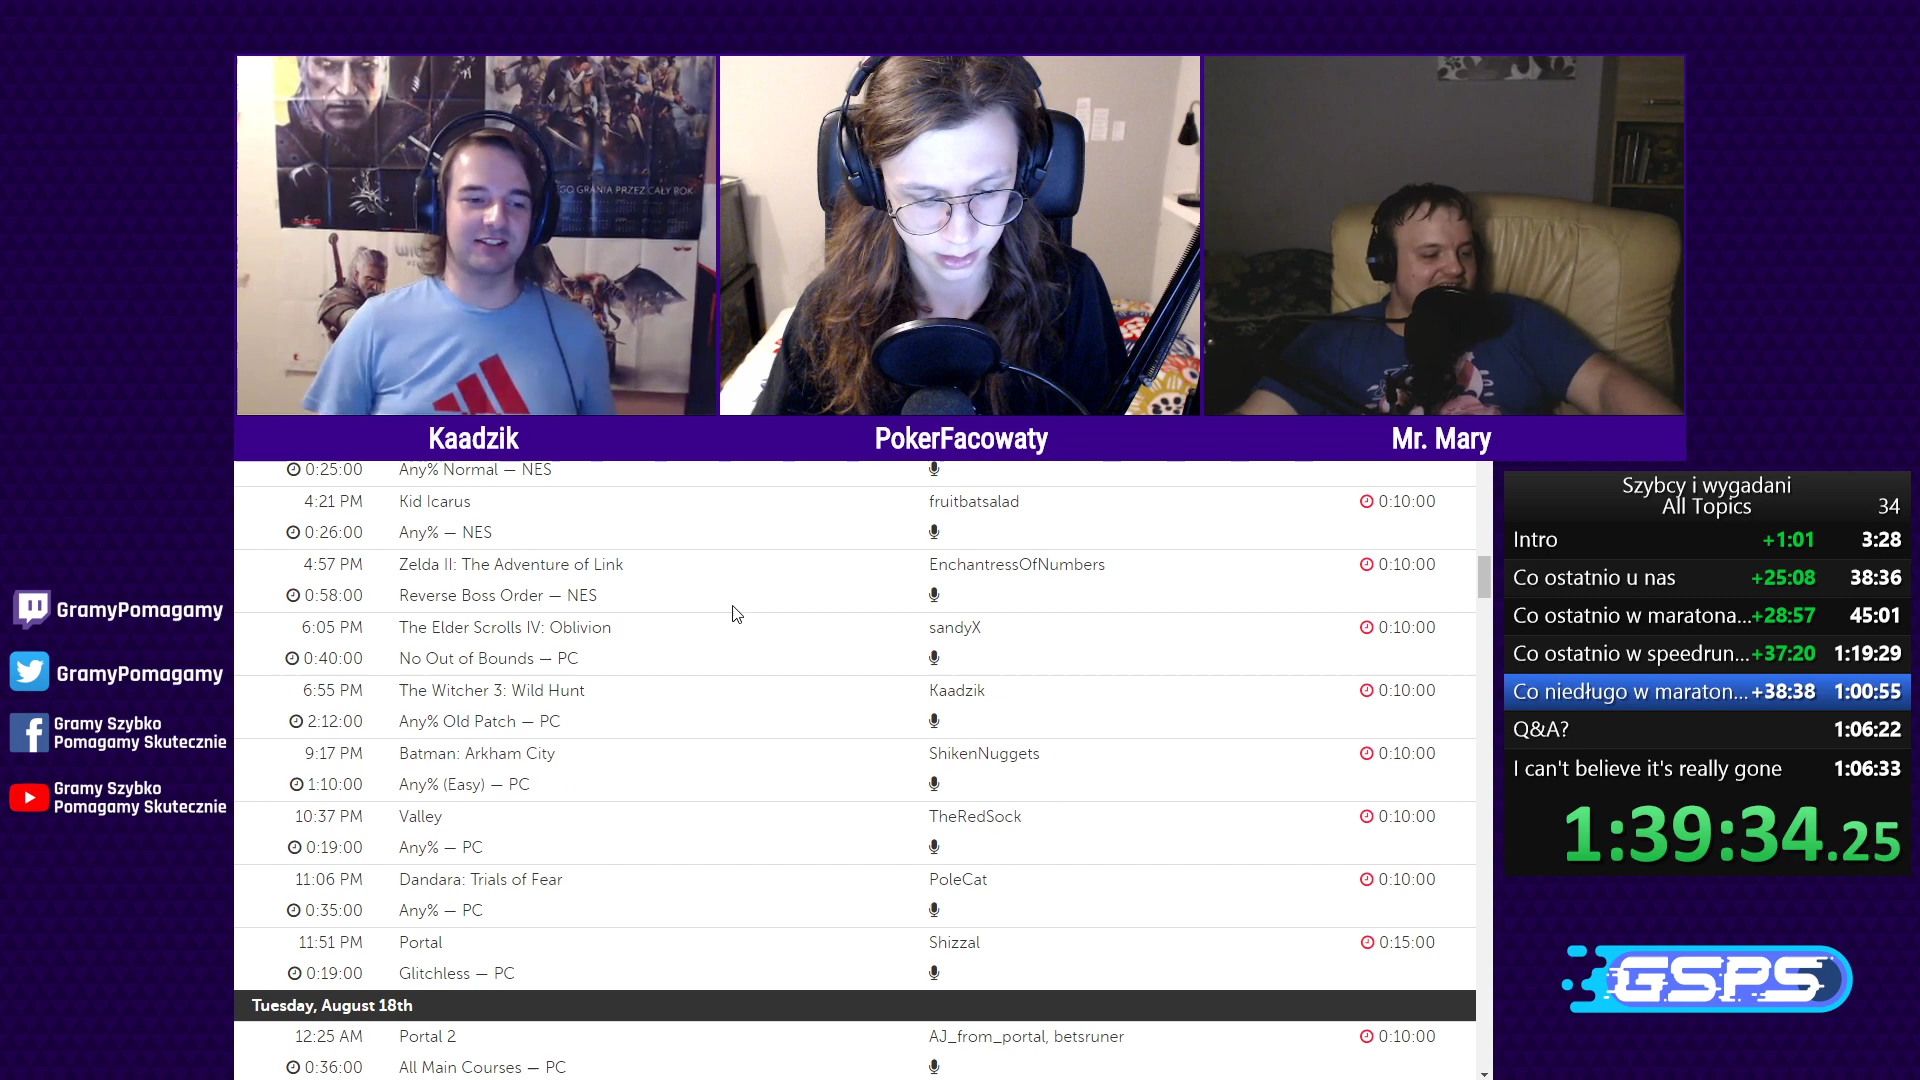 GO GRANIA PRZEZ CAŁY ROK
Kaadzik
PokerFacowaty
Mr. Mary
0:25:00 Any% Normal — NES
4:21 PM Kid Icarus fruitbatsalad 0:10:00
0:26:00 Any% — NES
4:57 PM Zelda II: The Adventure of Link EnchantressOfNumbers 0:10:00
0:58:00 Reverse Boss Order — NES
6:05 PM The Elder Scrolls IV: Oblivion sandyX 0:10:00
0:40:00 No Out of Bounds — PC
6:55 PM The Witcher 3: Wild Hunt Kaadzik 0:10:00
2:12:00 Any% Old Patch — PC
9:17 PM Batman: Arkham City ShikenNuggets 0:10:00
1:10:00 Any% (Easy) — PC
10:37 PM Valley TheRedSock 0:10:00
0:19:00 Any% — PC
11:06 PM Dandara: Trials of Fear PoleCat 0:10:00
0:35:00 Any% — PC
11:51 PM Portal Shizzal 0:15:00
0:19:00 Glitchless — PC
Tuesday, August 18th
12:25 AM Portal 2 AJ_from_portal, betsruner 0:10:00
0:36:00 All Main Courses — PC
GramyPomagamy
GramyPomagamy
Gramy Szybko
Pomagamy Skutecznie
Gramy Szybko
Pomagamy Skutecznie
Szybcy i wygadani
All Topics 34
Intro +1:01 3:28
Co ostatnio u nas +25:08 38:36
Co ostatnio w maratona...+28:57 45:01
Co ostatnio w speedrun...+37:20 1:19:29
Co niedługo w maraton...+38:38 1:00:55
Q&A? 1:06:22
I can't believe it's really gone 1:06:33
1:39:34.25
GSPS